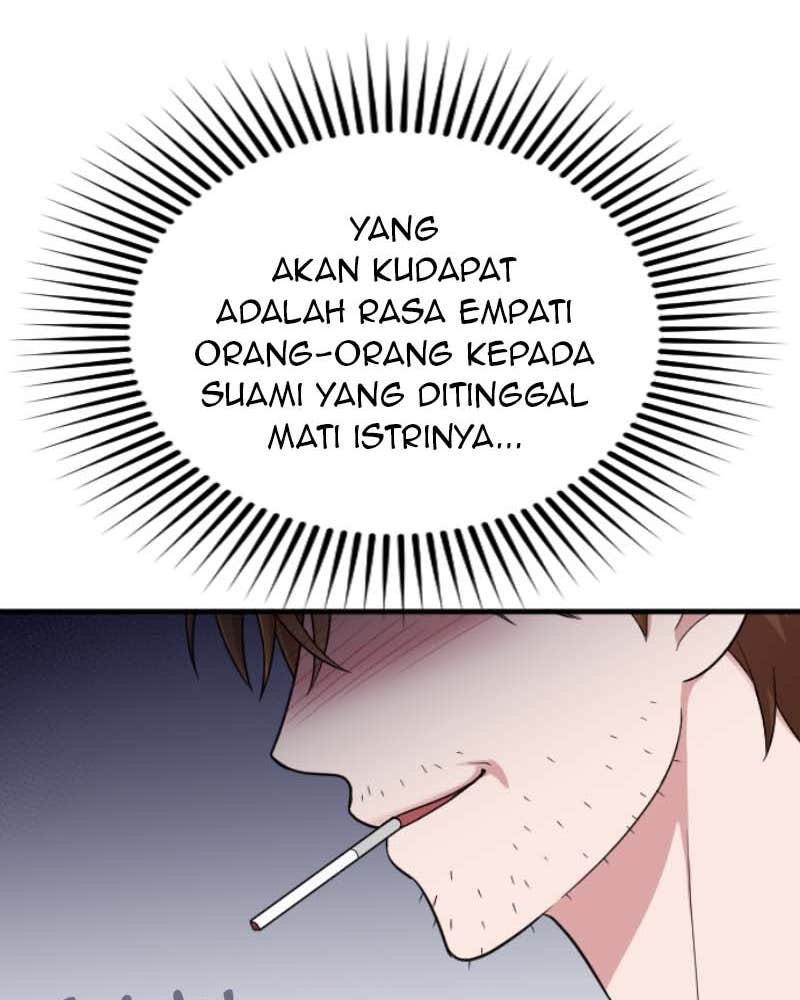 YANG
AKAN KUDAPAT
ADALAH RASA EMPATI
ORANG-ORANG KEPADA
SUAMI YANG DITINGGAL
MATI ISTRINYA...